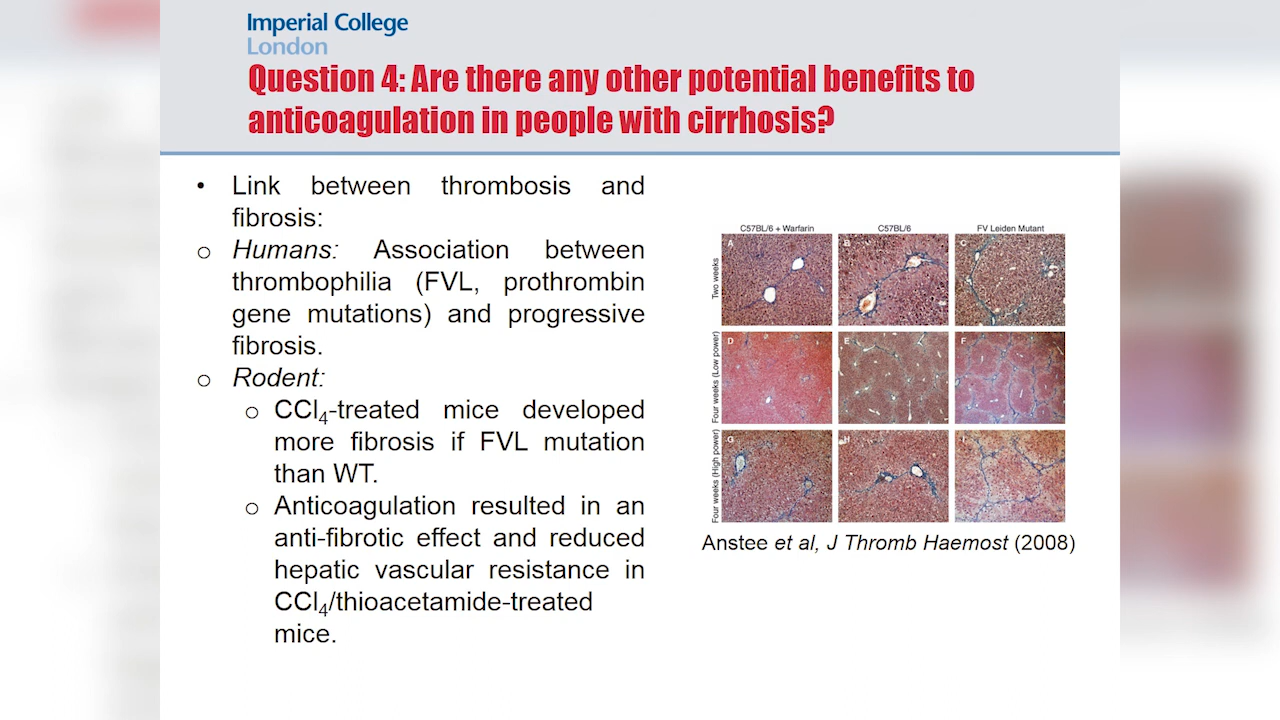 Imperial College
London
Question 4: Are there any other potential benefits to
anticoagulation in people with cirrhosis?
• Link between thrombosis and
fibrosis:
o Humans: Association between
thrombophilia (FVL, prothrombin
gene mutations) and progressive
fibrosis.
o Rodent:
o CCl4-treated mice developed
more fibrosis if FVL mutation
than WT.
o Anticoagulation resulted in an
anti-fibrotic effect and reduced
hepatic vascular resistance in
CCl4/thioacetamide-treated
mice.
C57BL/6 + Warfarin
C57BL/6
FV Leiden Mutant
Two weeks
A
B
C
Four weeks (Low power)
D
E
F
Four weeks (High power)
G
H
I
Anstee et al, J Thromb Haemost (2008)